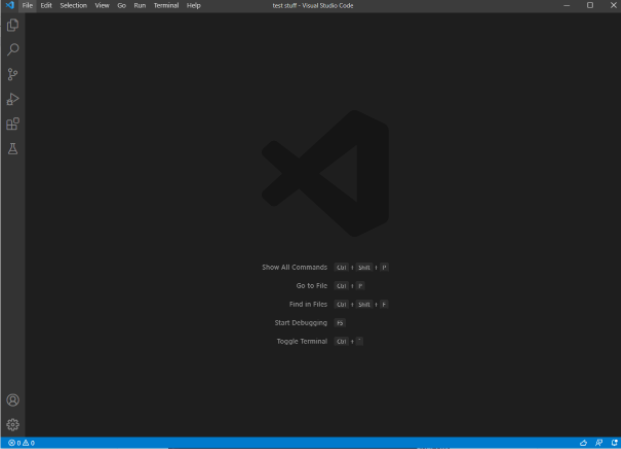 File Edit Selection View Go Run Terminal Help test stuff - Visual Studio Code
Show All Commands Ctrl + Shift + P
Go to File Ctrl + P
Find in Files Ctrl + Shift + F
Start Debugging F5
Toggle Terminal Ctrl + `
0 0